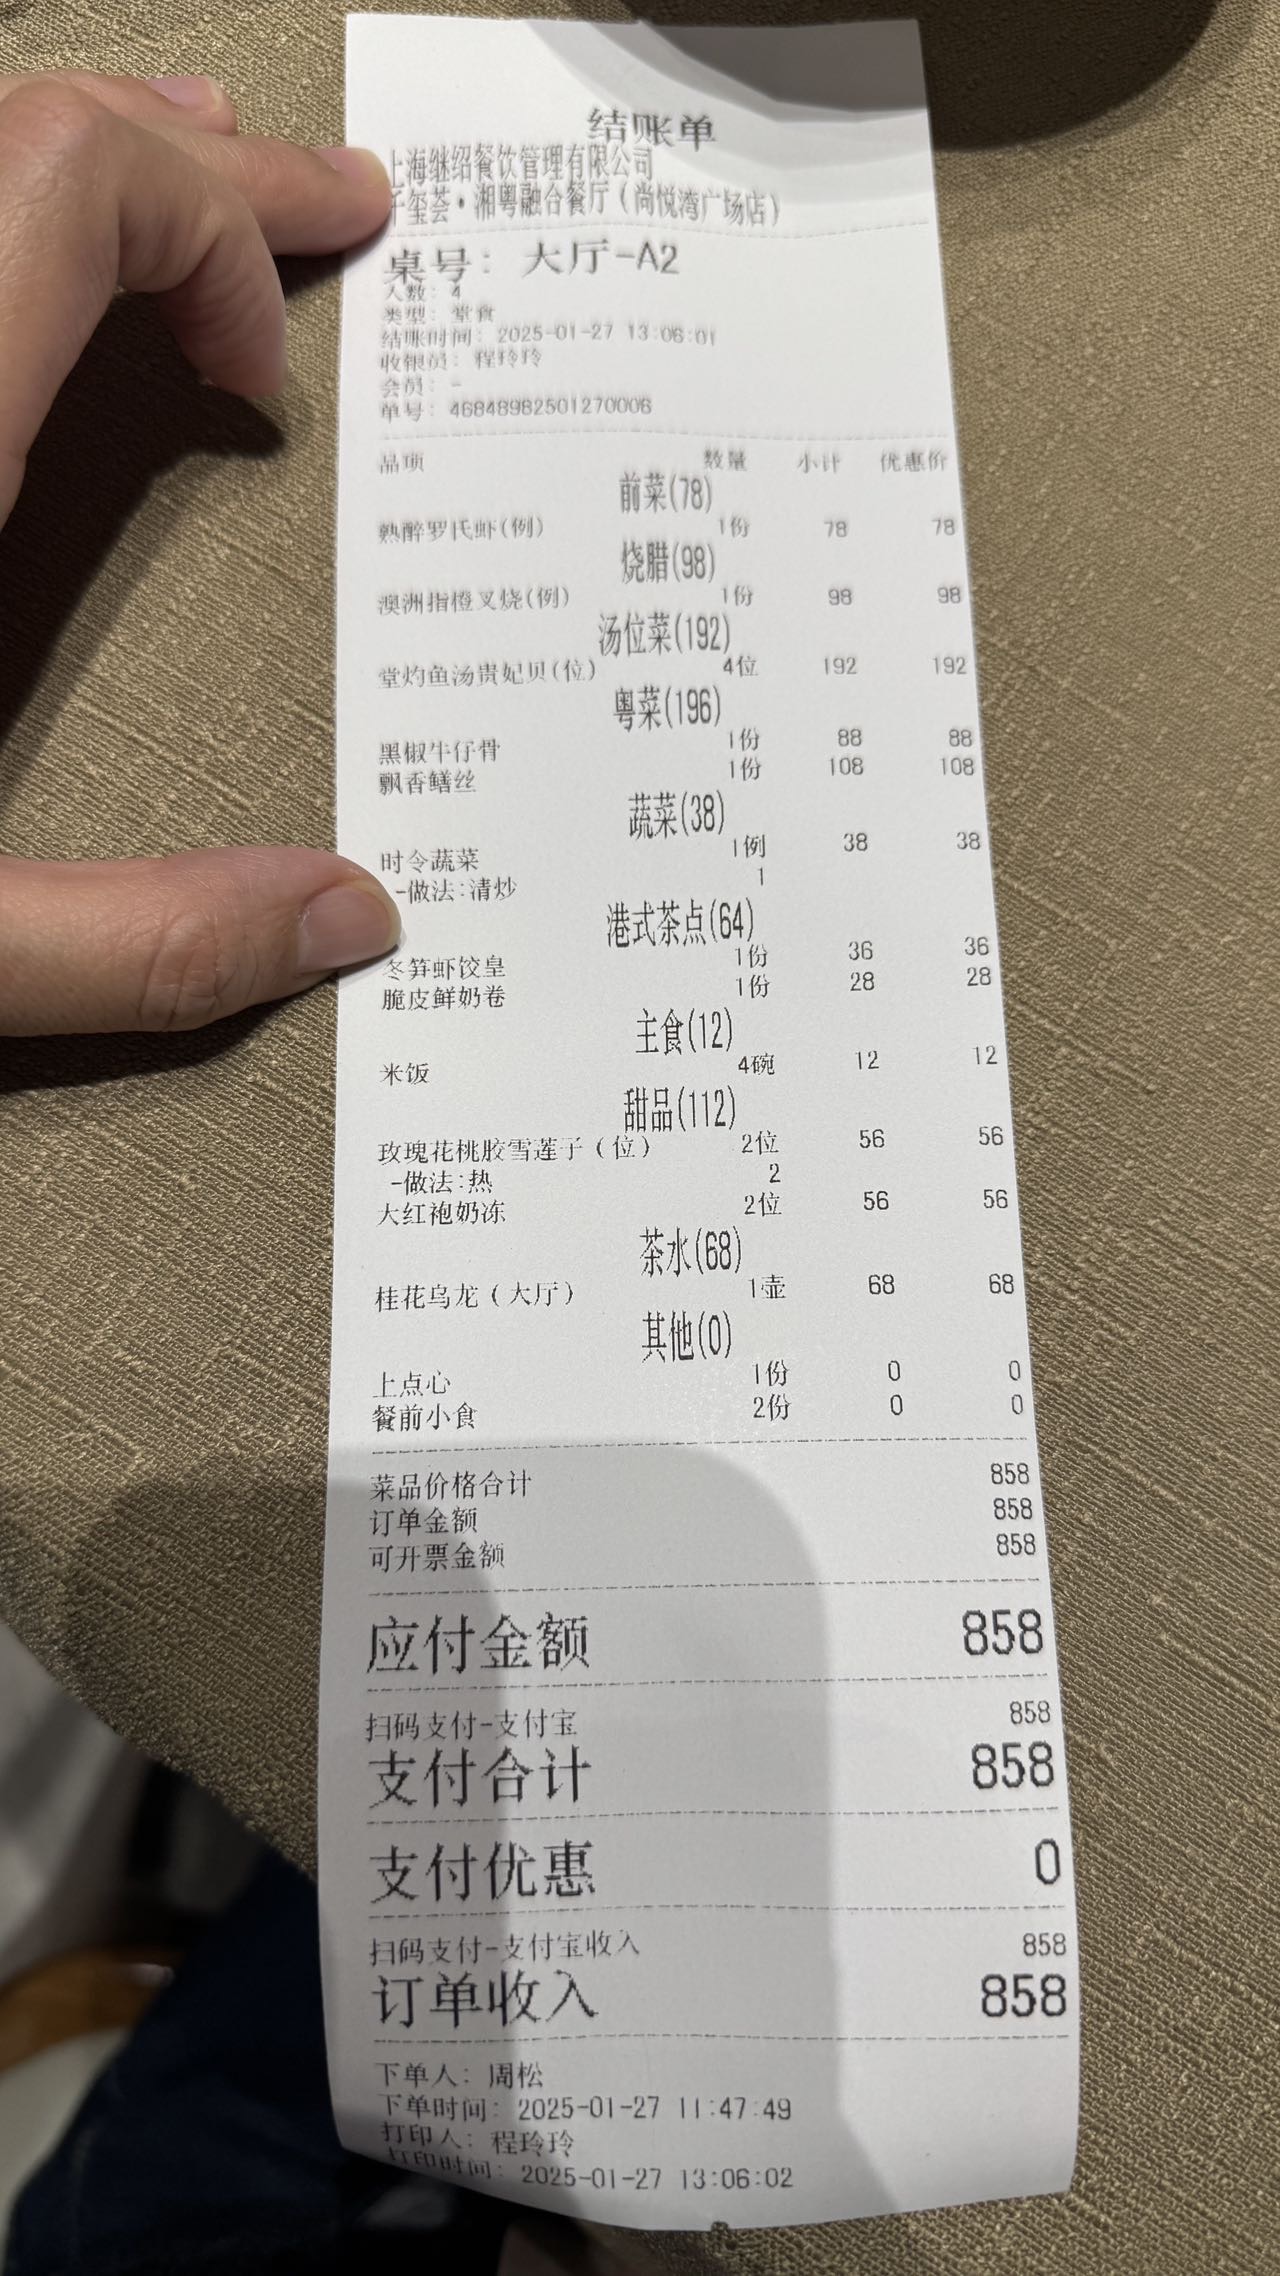 结账单
上海继绍餐饮管理有限公司
玺荟·湘粤融合餐厅(尚悦湾广场店)
桌号: 大厅-A2
人数: 4
类型: 堂食
结账时间: 2025-01-27 13:06:01
收银员: 程玲玲
会员: -
单号: 46848982501270006
品项 数量 小计 优惠价
前菜(78)
熟醉罗氏虾(例) 1份 78 78
烧腊(98)
澳洲指橙叉烧(例) 1份 98 98
汤位菜(192)
堂灼鱼汤贵妃贝(位) 4位 192 192
粤菜(196)
黑椒牛仔骨 1份 88 88
飘香鳝丝 1份 108 108
蔬菜(38)
时令蔬菜 1例 38 38
-做法:清炒 1
港式茶点(64)
冬笋虾饺皇 1份 36 36
脆皮鲜奶卷 1份 28 28
主食(12)
米饭 4碗 12 12
甜品(112)
玫瑰花桃胶雪莲子(位) 2位 56 56
-做法:热 2
大红袍奶冻 2位 56 56
茶水(68)
桂花乌龙(大厅) 1壶 68 68
其他(0)
上点心 1份 0 0
餐前小食 2份 0 0
菜品价格合计 858
订单金额 858
可开票金额 858
应付金额 858
扫码支付-支付宝 858
支付合计 858
支付优惠 0
扫码支付-支付宝收入 858
订单收入 858
下单人: 周松
下单时间: 2025-01-27 11:47:49
打印人: 程玲玲
打印时间: 2025-01-27 13:06:02